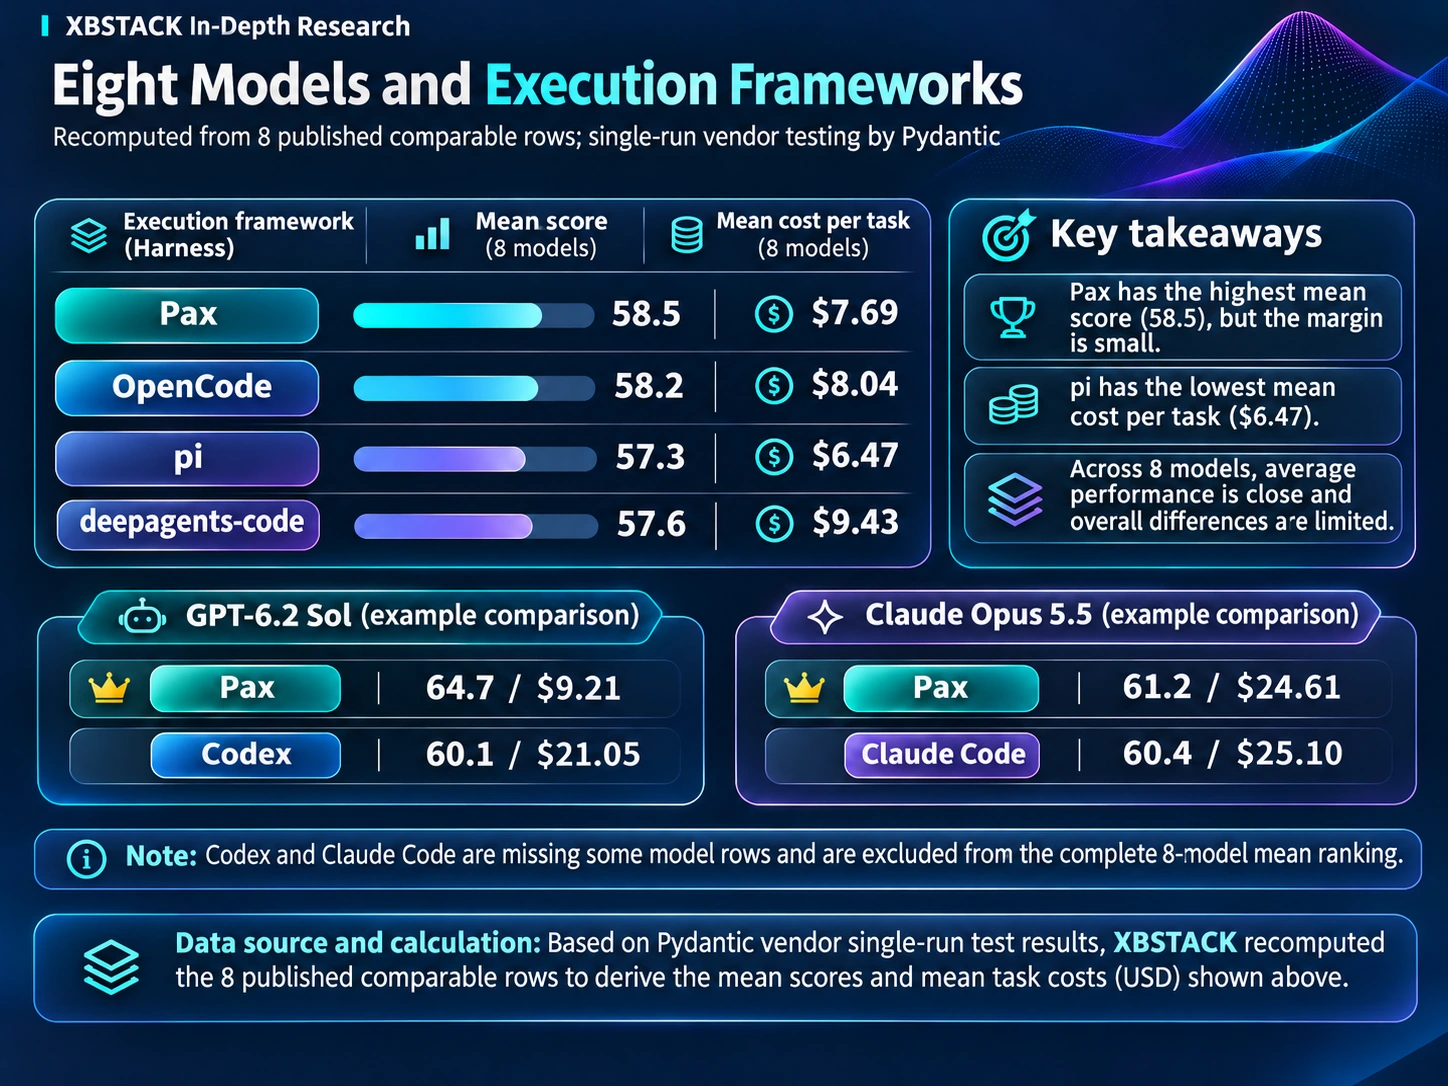 XBSTACK In-Depth Research
Eight Models and Execution Frameworks
Recomputed from 8 published comparable rows; single-run vendor testing by Pydantic
Execution framework
(Harness)
Mean score
(8 models)
Mean cost per task
(8 models)
Pax 58.5 $7.69
OpenCode 58.2 $8.04
pi 57.3 $6.47
deepagents-code 57.6 $9.43
Key takeaways
Pax has the highest mean
score (58.5), but the margin
is small.
pi has the lowest mean
cost per task ($6.47).
Across 8 models, average
performance is close and
overall differences are limited.
GPT-6.2 Sol (example comparison)
Pax 64.7 / $9.21
Codex 60.1 / $21.05
Claude Opus 5.5 (example comparison)
Pax 61.2 / $24.61
Claude Code 60.4 / $25.10
Note: Codex and Claude Code are missing some model rows and are excluded from the complete 8-model mean ranking.
Data source and calculation: Based on Pydantic vendor single-run test results, XBSTACK recomputed
the 8 published comparable rows to derive the mean scores and mean task costs (USD) shown above.